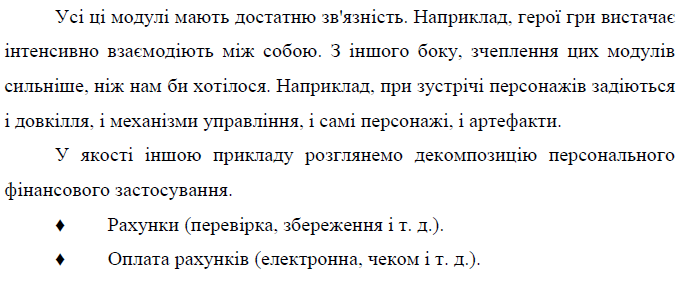 Усі ці модулі мають достатню зв'язність. Наприклад, герої гри вистачає
інтенсивно взаємодіють між собою. З іншого боку, зчеплення цих модулів
сильніше, ніж нам би хотілося. Наприклад, при зустрічі персонажів задіються
і довкілля, і механізми управління, і самі персонажі, і артефакти.
У якості іншою прикладу розглянемо декомпозицію персонального
фінансового застосування.
♦ Рахунки (перевірка, збереження і т. д.).
♦ Оплата рахунків (електронна, чеком і т. д.).